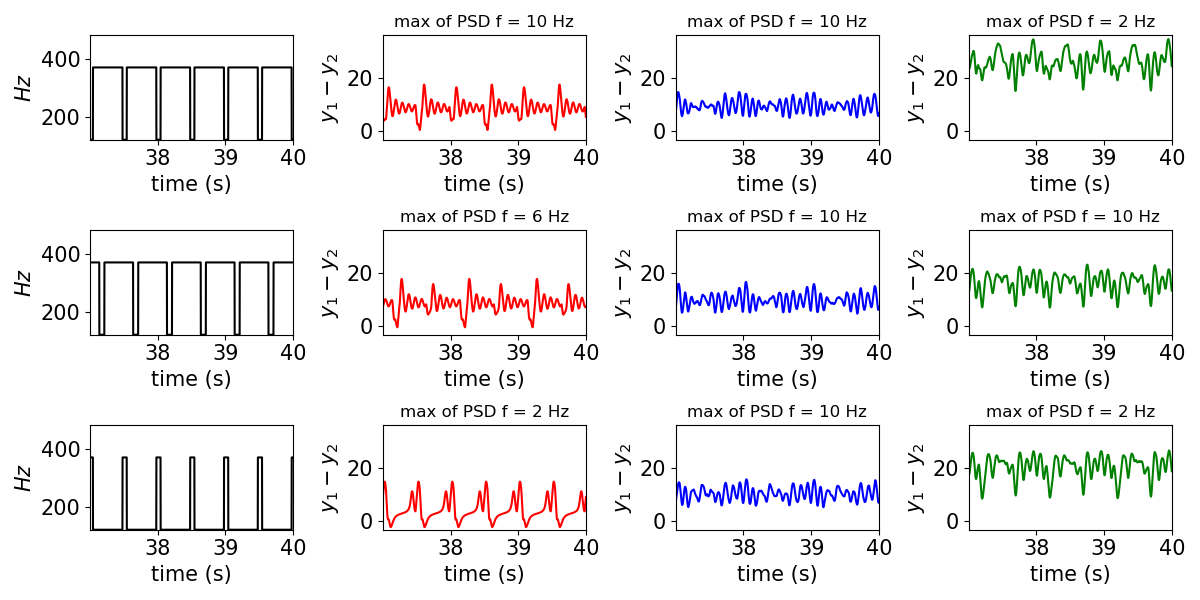 max of PSD f = 10 Hz
max of PSD f = 10 Hz
max of PSD f = 2 Hz
Hz
400
200
38
39
40
time (s)
y₁ − y₂
20
0
38
39
40
time (s)
y₁ − y₂
20
0
38
39
40
time (s)
y₁ − y₂
20
0
38
39
40
time (s)
max of PSD f = 6 Hz
max of PSD f = 10 Hz
max of PSD f = 10 Hz
Hz
400
200
38
39
40
time (s)
y₁ − y₂
20
0
38
39
40
time (s)
y₁ − y₂
20
0
38
39
40
time (s)
y₁ − y₂
20
0
38
39
40
time (s)
max of PSD f = 2 Hz
max of PSD f = 10 Hz
max of PSD f = 2 Hz
Hz
400
200
38
39
40
time (s)
y₁ − y₂
20
0
38
39
40
time (s)
y₁ − y₂
20
0
38
39
40
time (s)
y₁ − y₂
20
0
38
39
40
time (s)